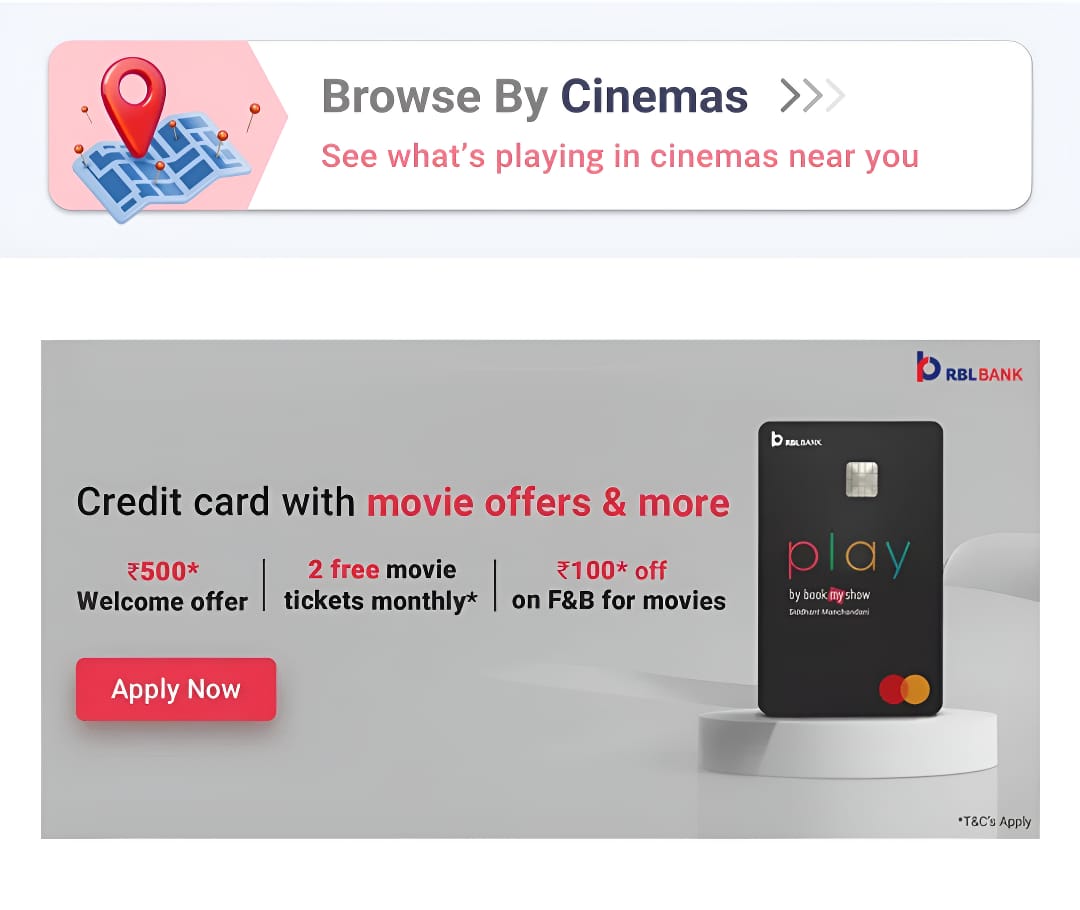 Browse By Cinemas
See what’s playing in cinemas near you
RBL BANK
RBL BANK
Credit card with movie offers & more
₹500*
Welcome offer
2 free movie
tickets monthly*
₹100* off
on F&B for movies
play
by book my show
Siddhant Manchandani
Apply Now
*T&C's Apply